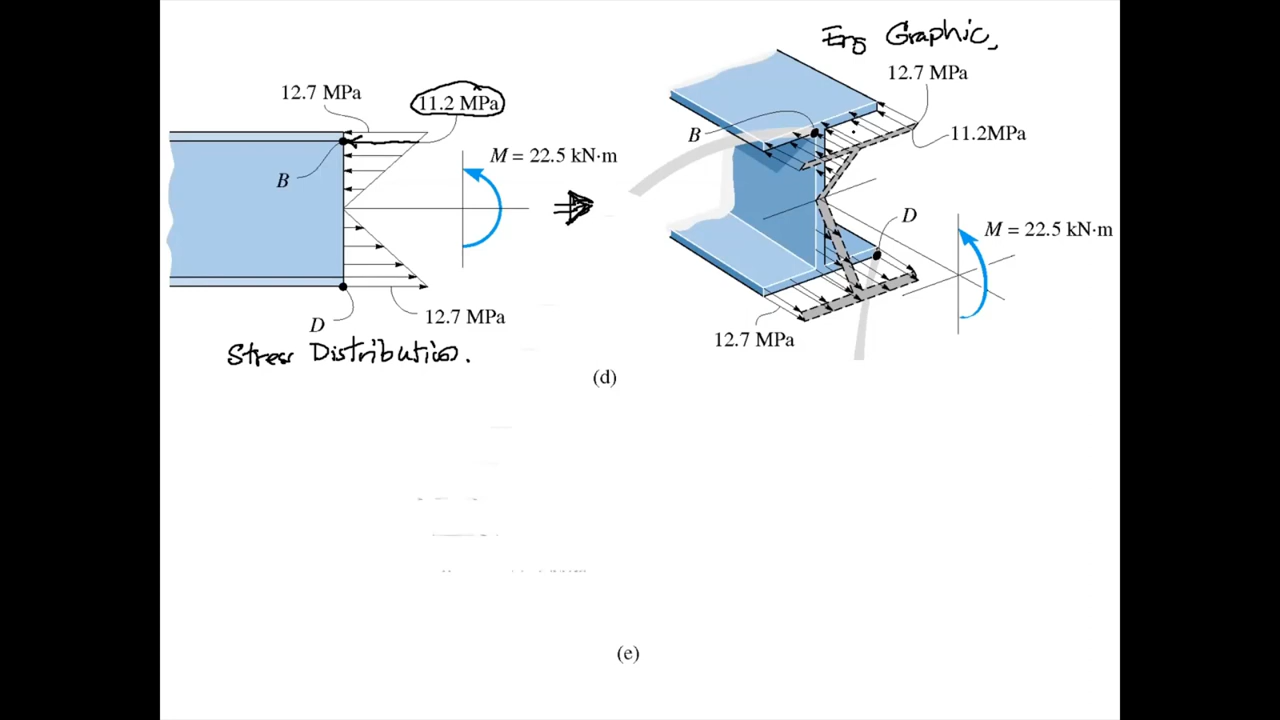 Eng Graphic,
12.7 MPa
12.7 MPa
11.2 MPa
B
11.2MPa
M = 22.5 kN·m
B
D
M = 22.5 kN·m
12.7 MPa
D
12.7 MPa
Stress Distribution.
(d)
(e)